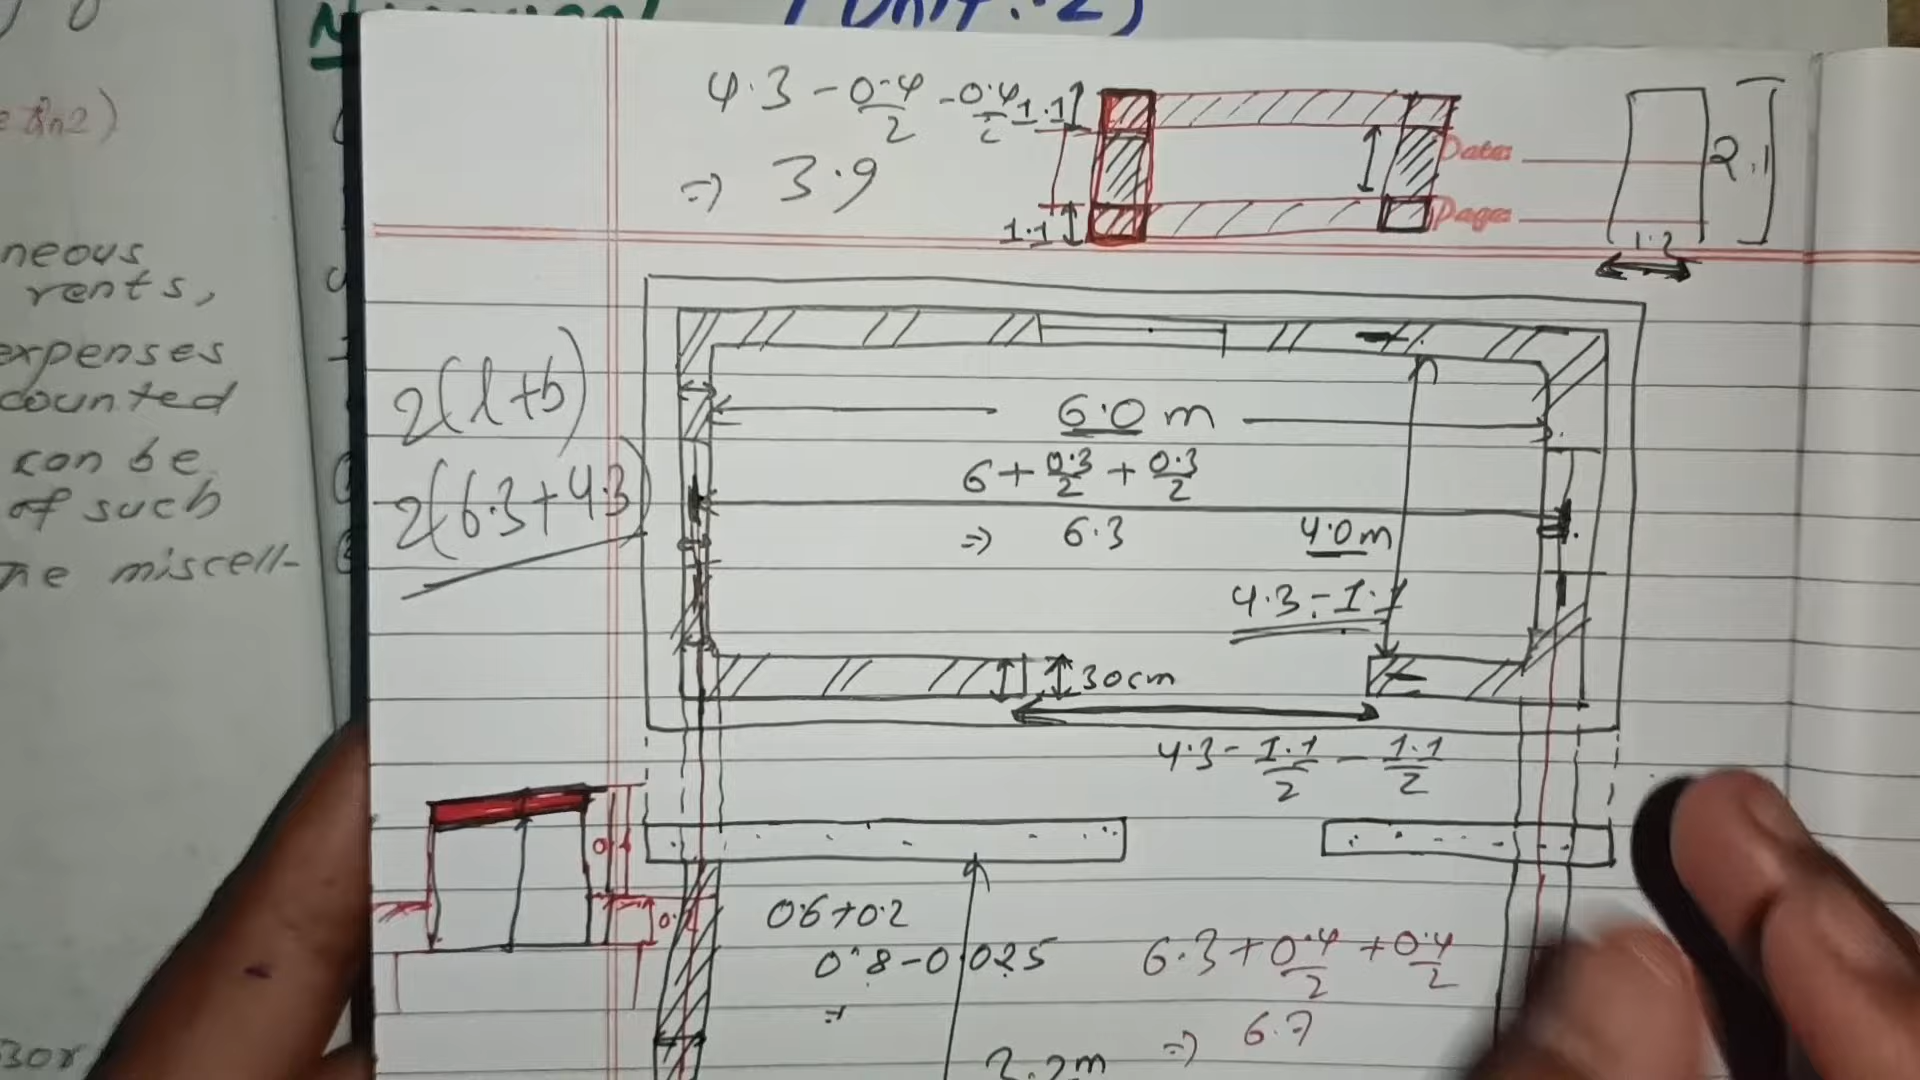 (Unit:-2)
4.3 - 0.4/2 - 0.4/2
=> 3.9
1.1
1.1
Date:
Page:
2.1
1.2
neous
rents,
expenses
counted
can be
of such
miscell-
2(l+b)
2(6.3+4.3)
6.0 m
6 + 0.3/2 + 0.3/2
=> 6.3
4.0m
4.3-1.1
30cm
4.3 - 1.1/2 - 1.1/2
0.6+0.2
0.8-0.025
=
6.3 + 0.4/2 + 0.4/2
=> 6.7